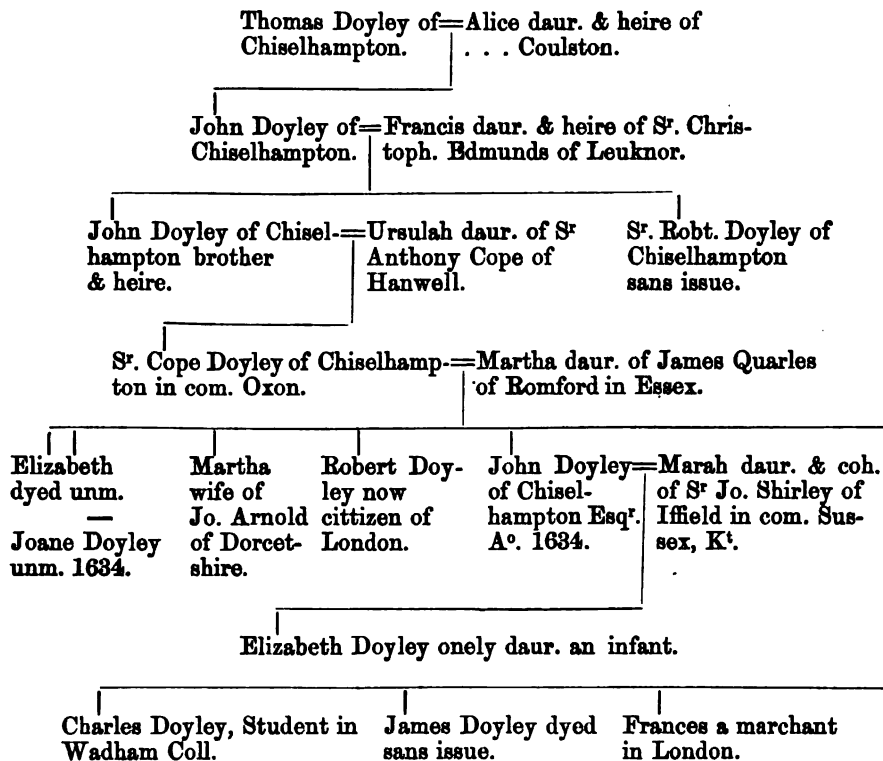 Thomas Doyley of=Alice daur. & heire of
Chiselhampton. . . . Coulston.
John Doyley of=Francis daur. & heire of Sʳ. Chris-
Chiselhampton. toph. Edmunds of Leuknor.
John Doyley of Chisel-=Ursulah daur. of Sʳ
hampton brother Anthony Cope of
& heire. Hanwell.
Sʳ. Robt. Doyley of
Chiselhampton
sans issue.
Sʳ. Cope Doyley of Chiselhamp-=Martha daur. of James Quarles
ton in com. Oxon. of Romford in Essex.
Elizabeth
dyed unm.
—
Joane Doyley
unm. 1634.
Martha
wife of
Jo. Arnold
of Dorcet-
shire.
Robert Doy-
ley now
cittizen of
London.
John Doyley=Marah daur. & coh.
of Chisel- of Sʳ Jo. Shirley of
hampton Esqʳ. Iffield in com. Sus-
Aᵒ. 1634. sex, Kᵗ.
Elizabeth Doyley onely daur. an infant.
Charles Doyley, Student in
Wadham Coll.
James Doyley dyed
sans issue.
Frances a marchant
in London.